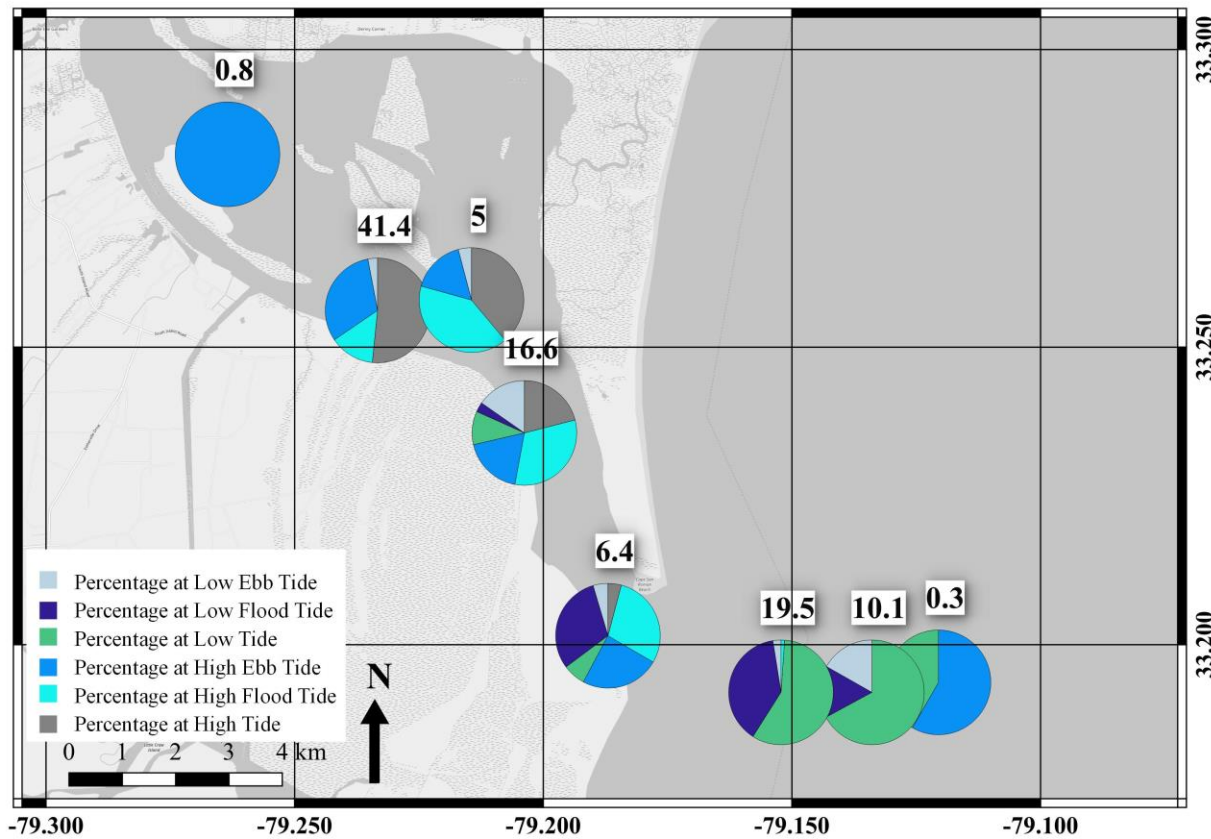 0.8
41.4
5
16.6
6.4
19.5
10.1
0.3
33.300
33.250
33.200
Percentage at Low Ebb Tide
Percentage at Low Flood Tide
Percentage at Low Tide
Percentage at High Ebb Tide
Percentage at High Flood Tide
Percentage at High Tide
N
0 1 2 3 4 km
-79.300 -79.250 -79.200 -79.150 -79.100